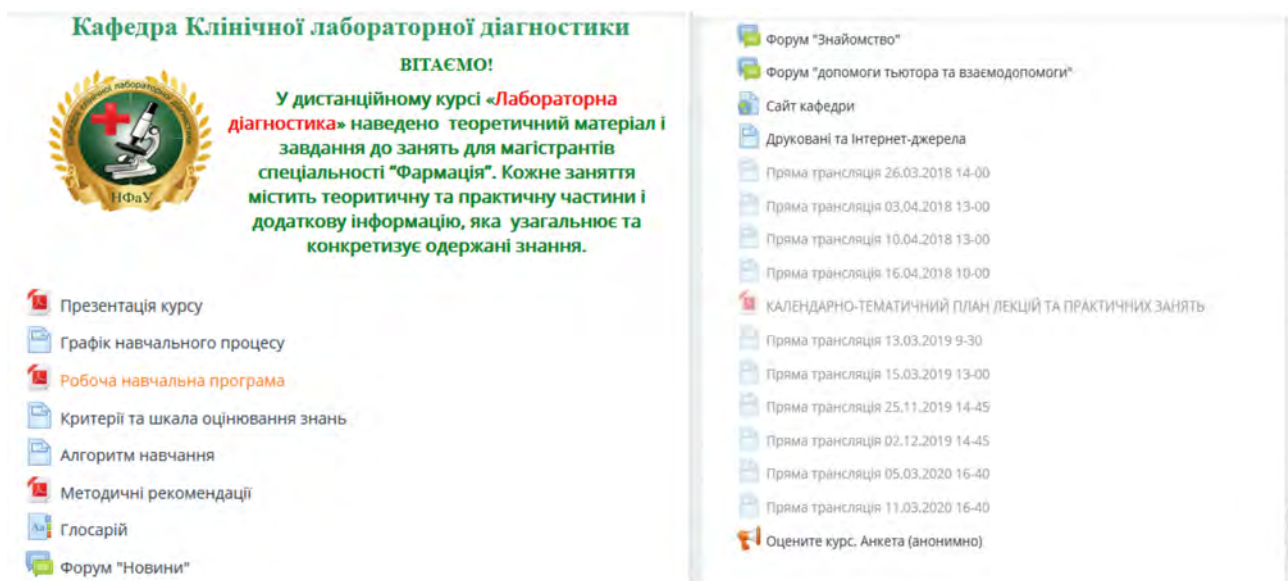 Кафедра Клінічної лабораторної діагностики
ВІТАЄМО!
У дистанційному курсі «Лабораторна
діагностика» наведено теоретичний матеріал і
завдання до занять для магістрантів
спеціальності “Фармація”. Кожне заняття
містить теоритичну та практичну частини і
додаткову інформацію, яка узагальнює та
конкретизує одержані знання.
НФаУ
Презентація курсу
Графік навчального процесу
Робоча навчальна програма
Критерії та шкала оцінювання знань
Алгоритм навчання
Методичні рекомендації
Глосарій
Форум "Новини"
Форум "Знайомство"
Форум "допомоги тьютора та взаємодопомоги"
Сайт кафедри
Друковані та Інтернет-джерела
Пряма трансляція 26.03.2018 14-00
Пряма трансляція 03.04.2018 13-00
Пряма трансляція 10.04.2018 13-00
Пряма трансляція 16.04.2018 10-00
КАЛЕНДАРНО-ТЕМАТИЧНИЙ ПЛАН ЛЕКЦІЙ ТА ПРАКТИЧНИХ ЗАНЯТЬ
Пряма трансляція 13.03.2019 9-30
Пряма трансляція 15.03.2019 13-00
Пряма трансляція 25.11.2019 14-45
Пряма трансляція 02.12.2019 14-45
Пряма трансляція 05.03.2020 16-40
Пряма трансляція 11.03.2020 16-40
Оцените курс. Анкета (анонимно)